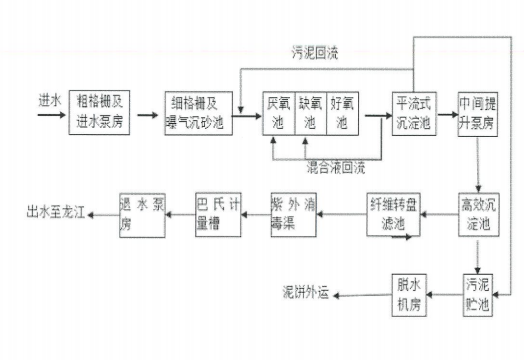 污泥回流
进水
粗格栅及
进水泵房
细格栅及
曝气沉砂池
厌氧
池
缺氧
池
好氧
池
平流式
沉淀池
中间提
升泵房
混合液回流
出水至龙江
退水泵
房
巴氏计
量槽
紫外消
毒渠
纤维转盘
滤池
高效沉
淀池
泥饼外运
脱水
机房
污泥
贮池